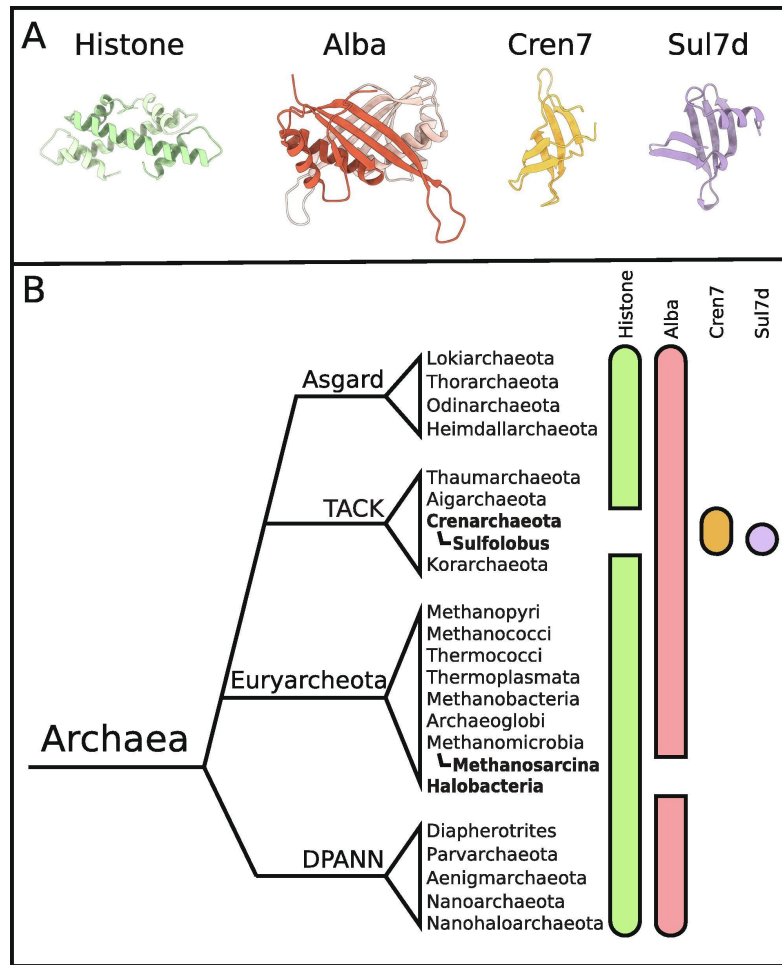 A
Histone Alba Cren7 Sul7d
B
Histone
Alba
Cren7
Sul7d
Archaea
Asgard
Lokiarchaeota
Thorarchaeota
Odinarchaeota
Heimdallarchaeota
TACK
Thaumarchaeota
Aigarchaeota
Crenarchaeota
Sulfolobus
Korarchaeota
Euryarcheota
Methanopyri
Methanococci
Thermococci
Thermoplasmata
Methanobacteria
Archaeoglobi
Methanomicrobia
Methanosarcina
Halobacteria
DPANN
Diapherotrites
Parvarchaeota
Aenigmarchaeota
Nanoarchaeota
Nanohaloarchaeota